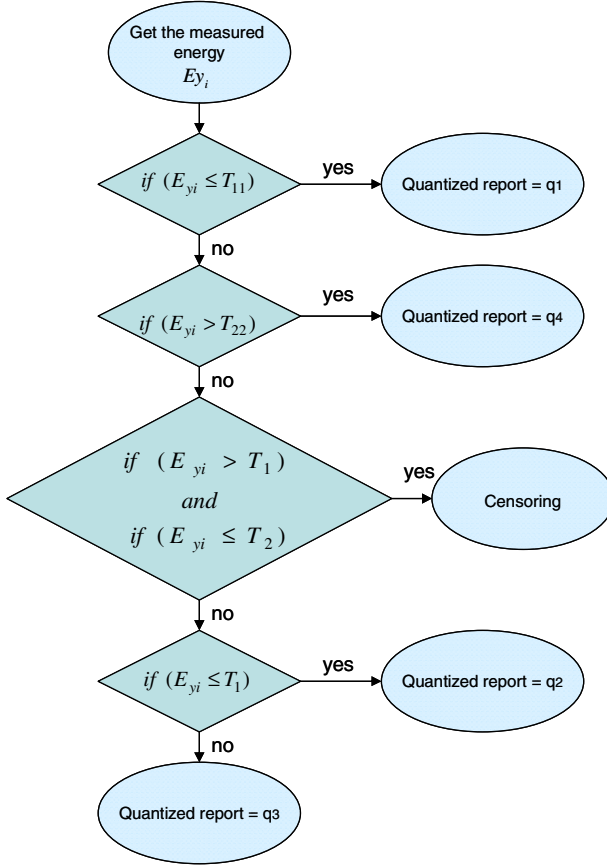 Get the measured
energy
Ey_i
if (E_yi ≤ T_11)
yes
Quantized report = q1
no
if (E_yi > T_22)
yes
Quantized report = q4
no
if ( E_yi > T_1 )
and
if ( E_yi ≤ T_2 )
yes
Censoring
no
if (E_yi ≤ T_1)
yes
Quantized report = q2
no
Quantized report = q3